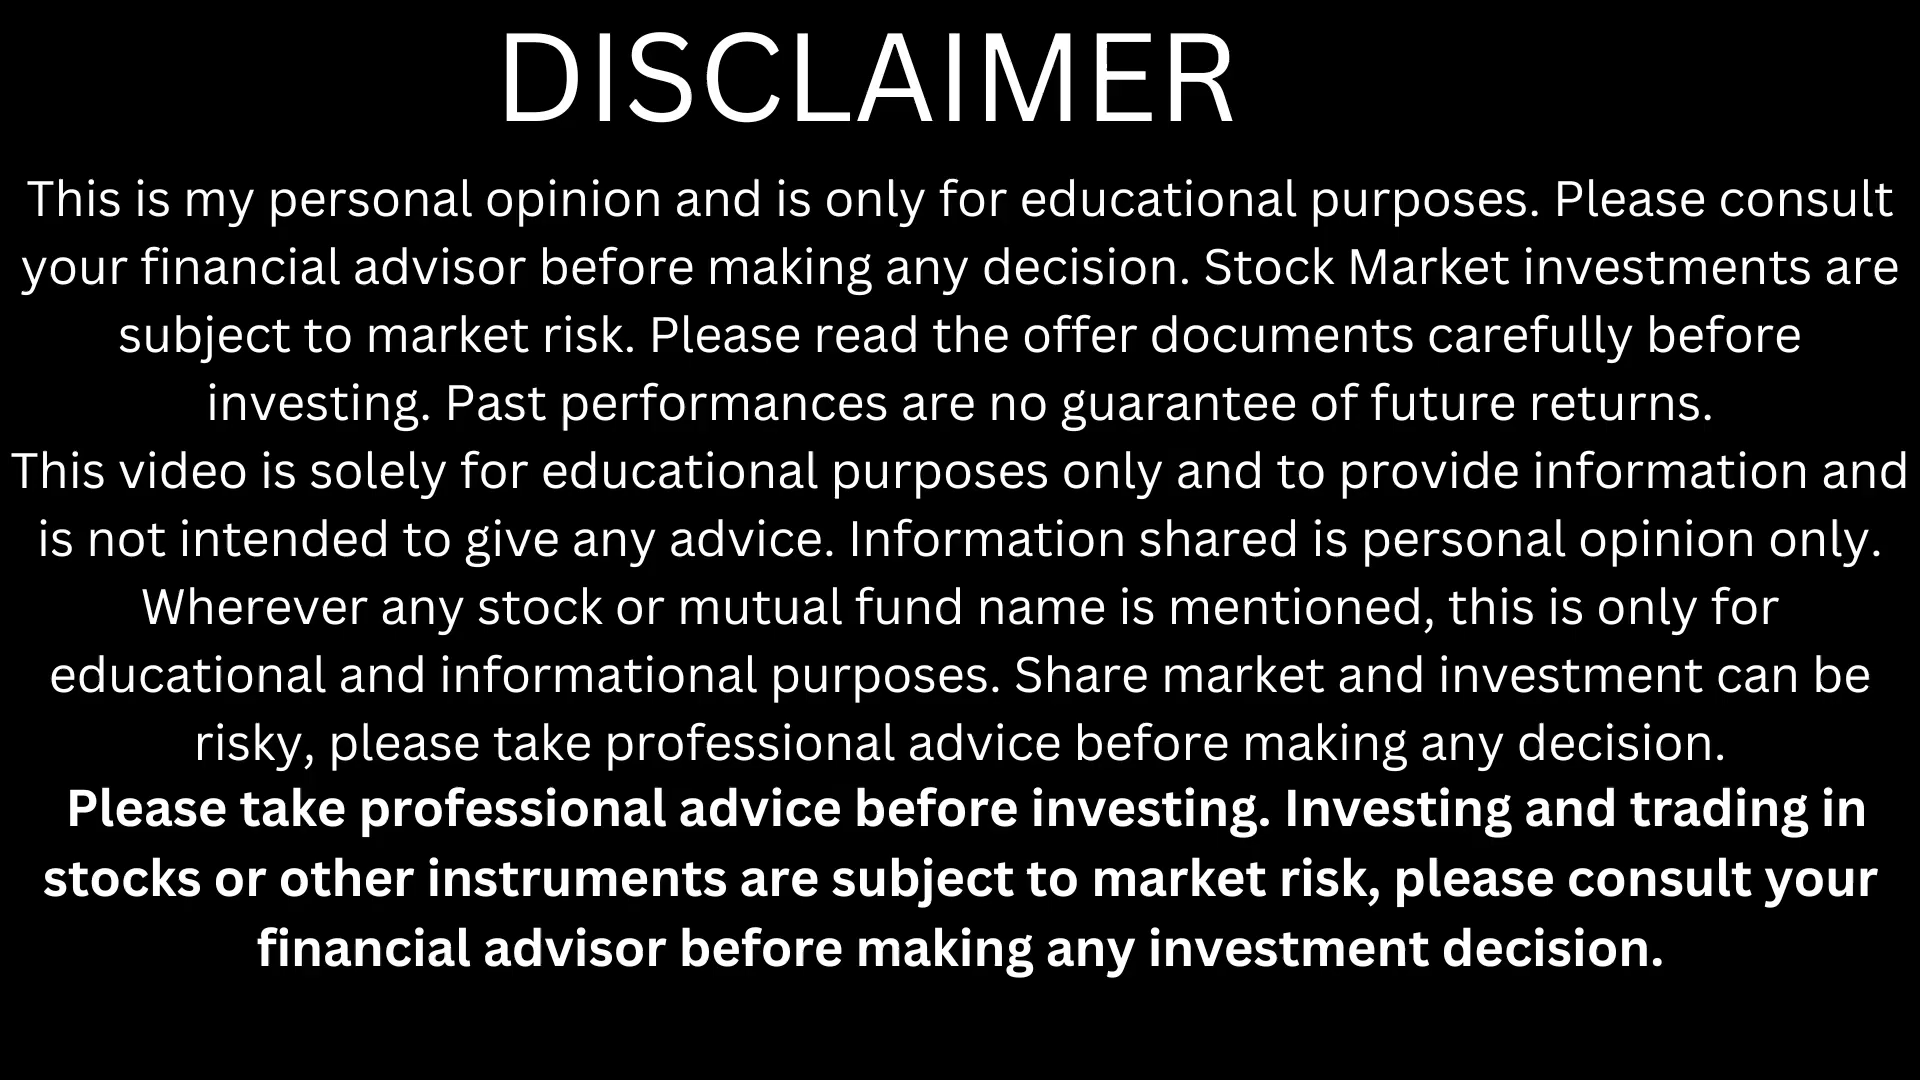 DISCLAIMER
This is my personal opinion and is only for educational purposes. Please consult
your financial advisor before making any decision. Stock Market investments are
subject to market risk. Please read the offer documents carefully before
investing. Past performances are no guarantee of future returns.
This video is solely for educational purposes only and to provide information and
is not intended to give any advice. Information shared is personal opinion only.
Wherever any stock or mutual fund name is mentioned, this is only for
educational and informational purposes. Share market and investment can be
risky, please take professional advice before making any decision.
Please take professional advice before investing. Investing and trading in
stocks or other instruments are subject to market risk, please consult your
financial advisor before making any investment decision.